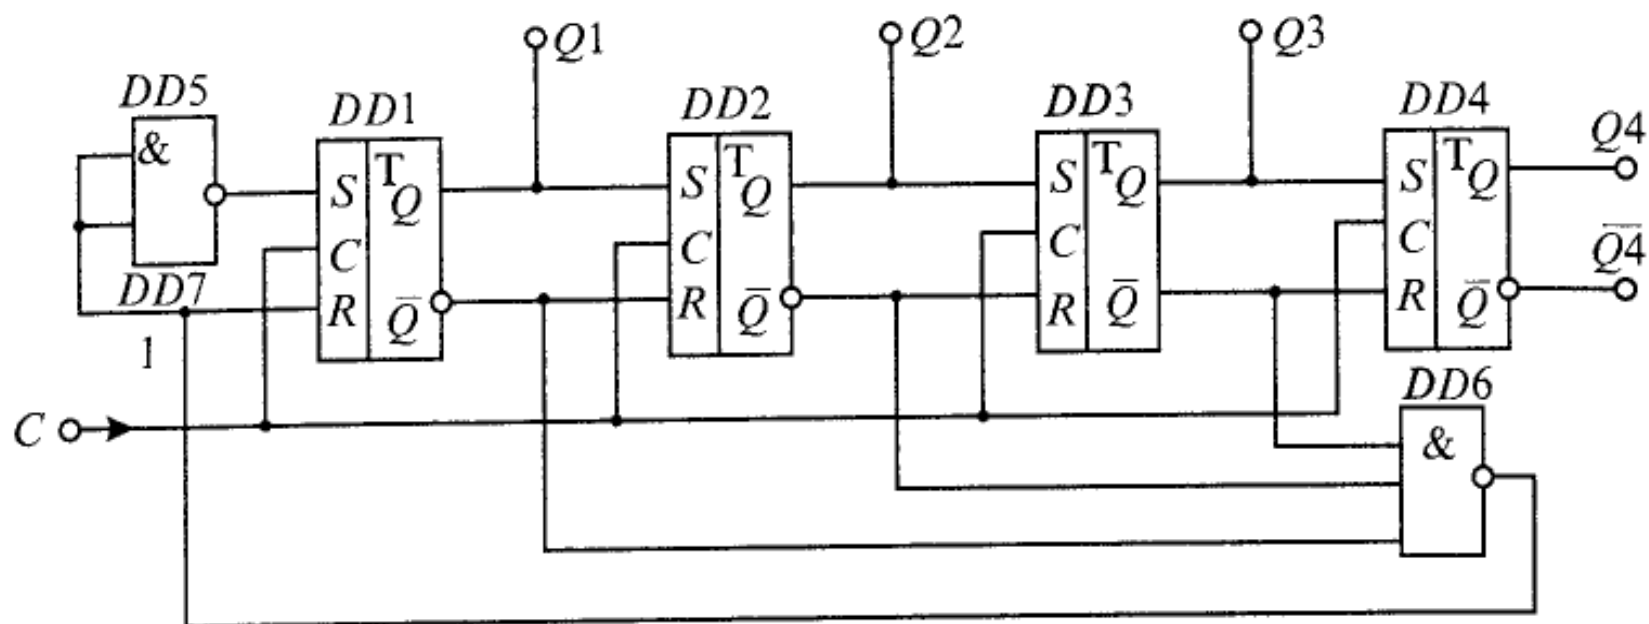 Q1
Q2
Q3
DD5
DD1
DD2
DD3
DD4
Q4
&
S
T
Q
S
T
Q
S
T
Q
S
T
Q
C
C
C
C
Q̅4̅
DD7
R
Q̅
R
Q̅
R
Q̅
R
Q̅
1
DD6
C
&